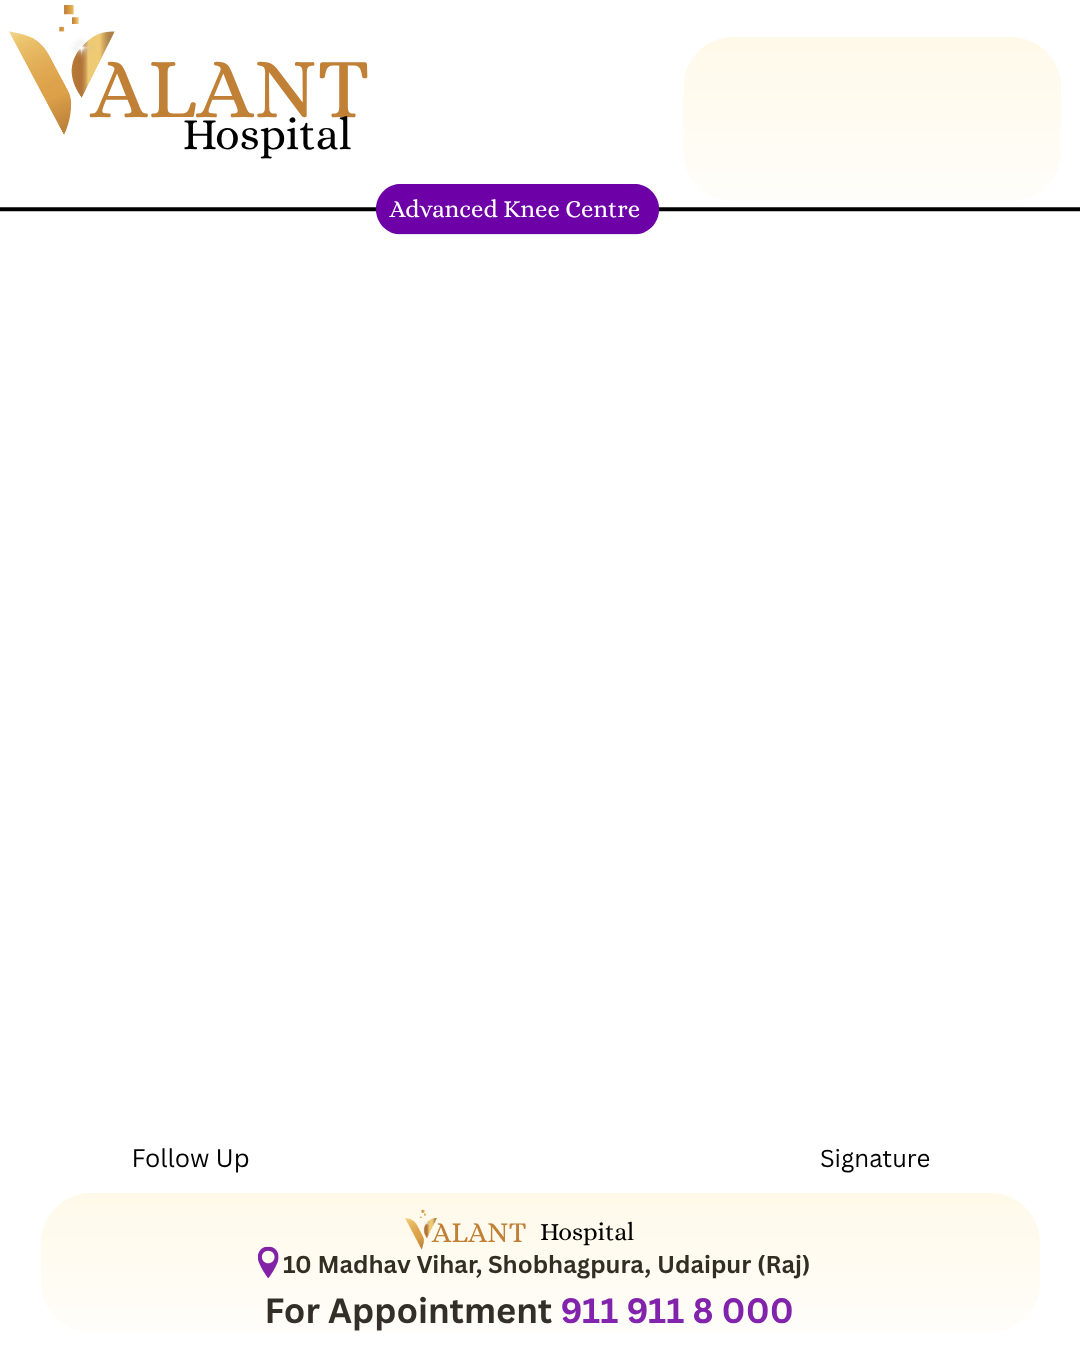 VALANT
Hospital
Advanced Knee Centre
Follow Up
Signature
VALANT Hospital
10 Madhav Vihar, Shobhagpura, Udaipur (Raj)
For Appointment 911 911 8 000